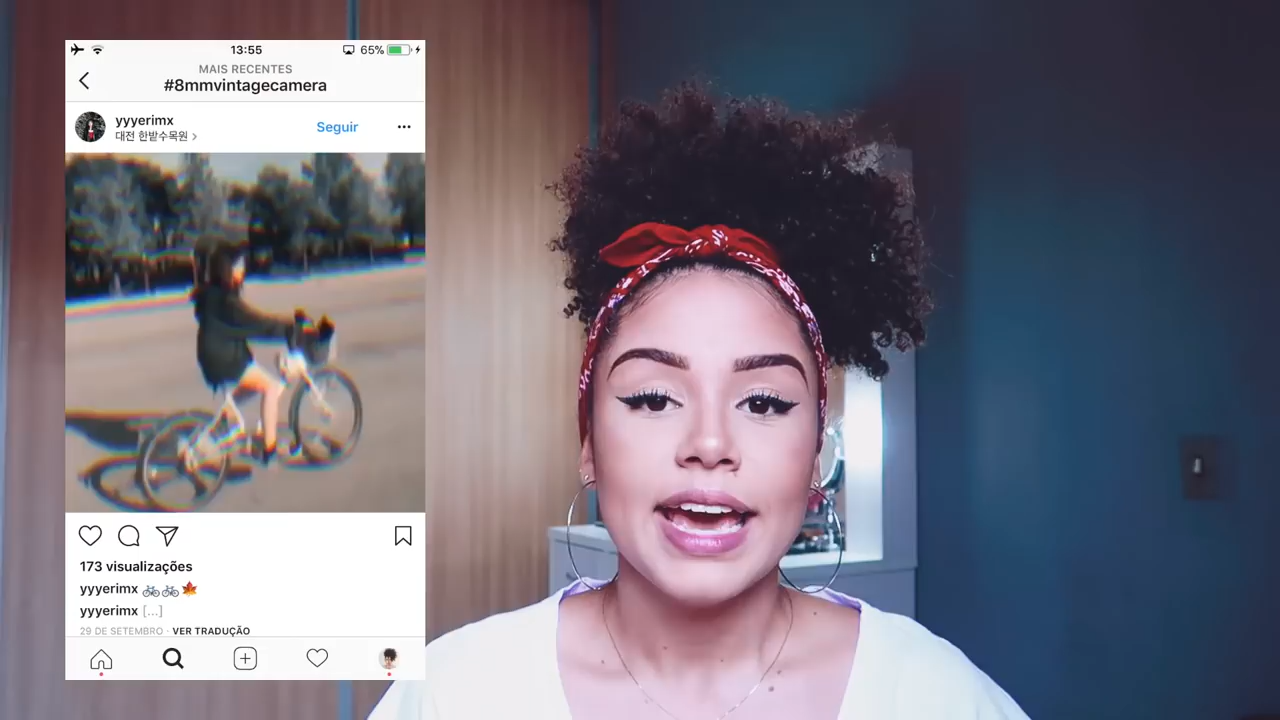 13:55
65%
MAIS RECENTES
#8mmvintagecamera
yyyerimx
대전 한밭수목원
Seguir
173 visualizações
yyyerimx 🚲🚲🍁
yyyerimx [...]
29 DE SETEMBRO · VER TRADUÇÃO